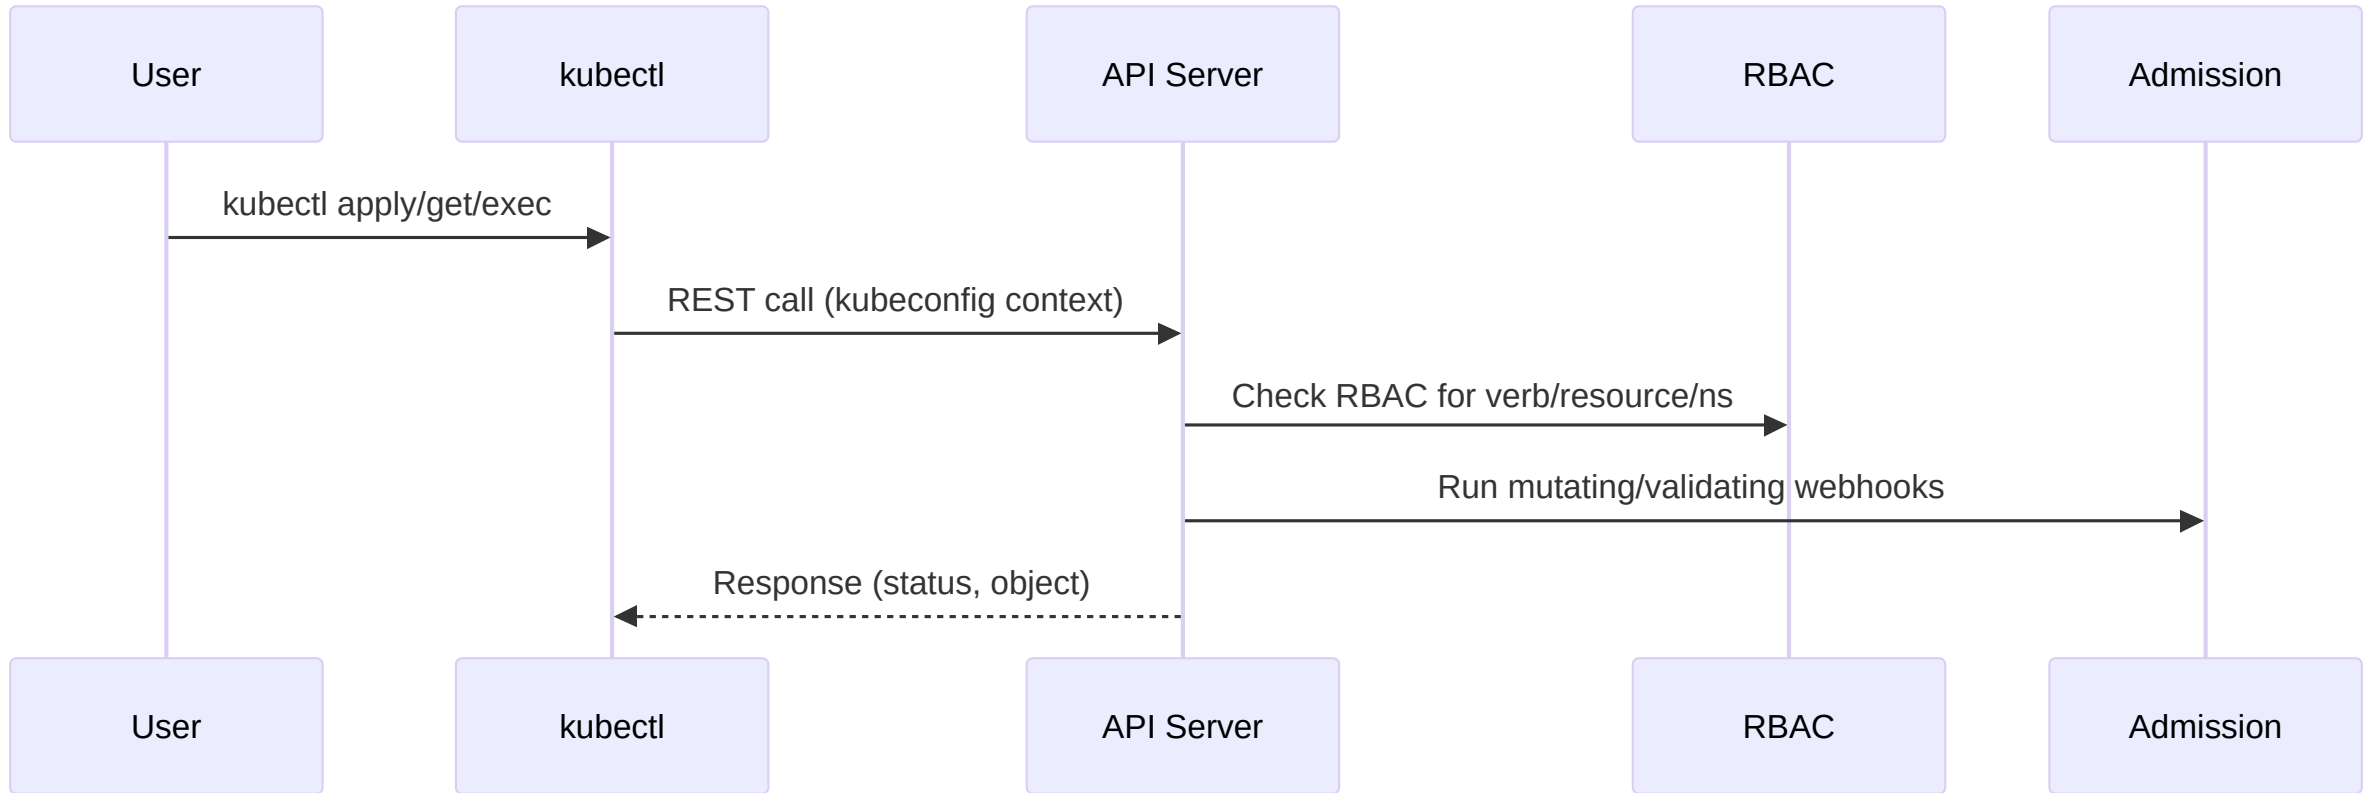 User
kubectl
API Server
RBAC
Admission
kubectl apply/get/exec
REST call (kubeconfig context)
Check RBAC for verb/resource/ns
Run mutating/validating webhooks
Response (status, object)
User
kubectl
API Server
RBAC
Admission